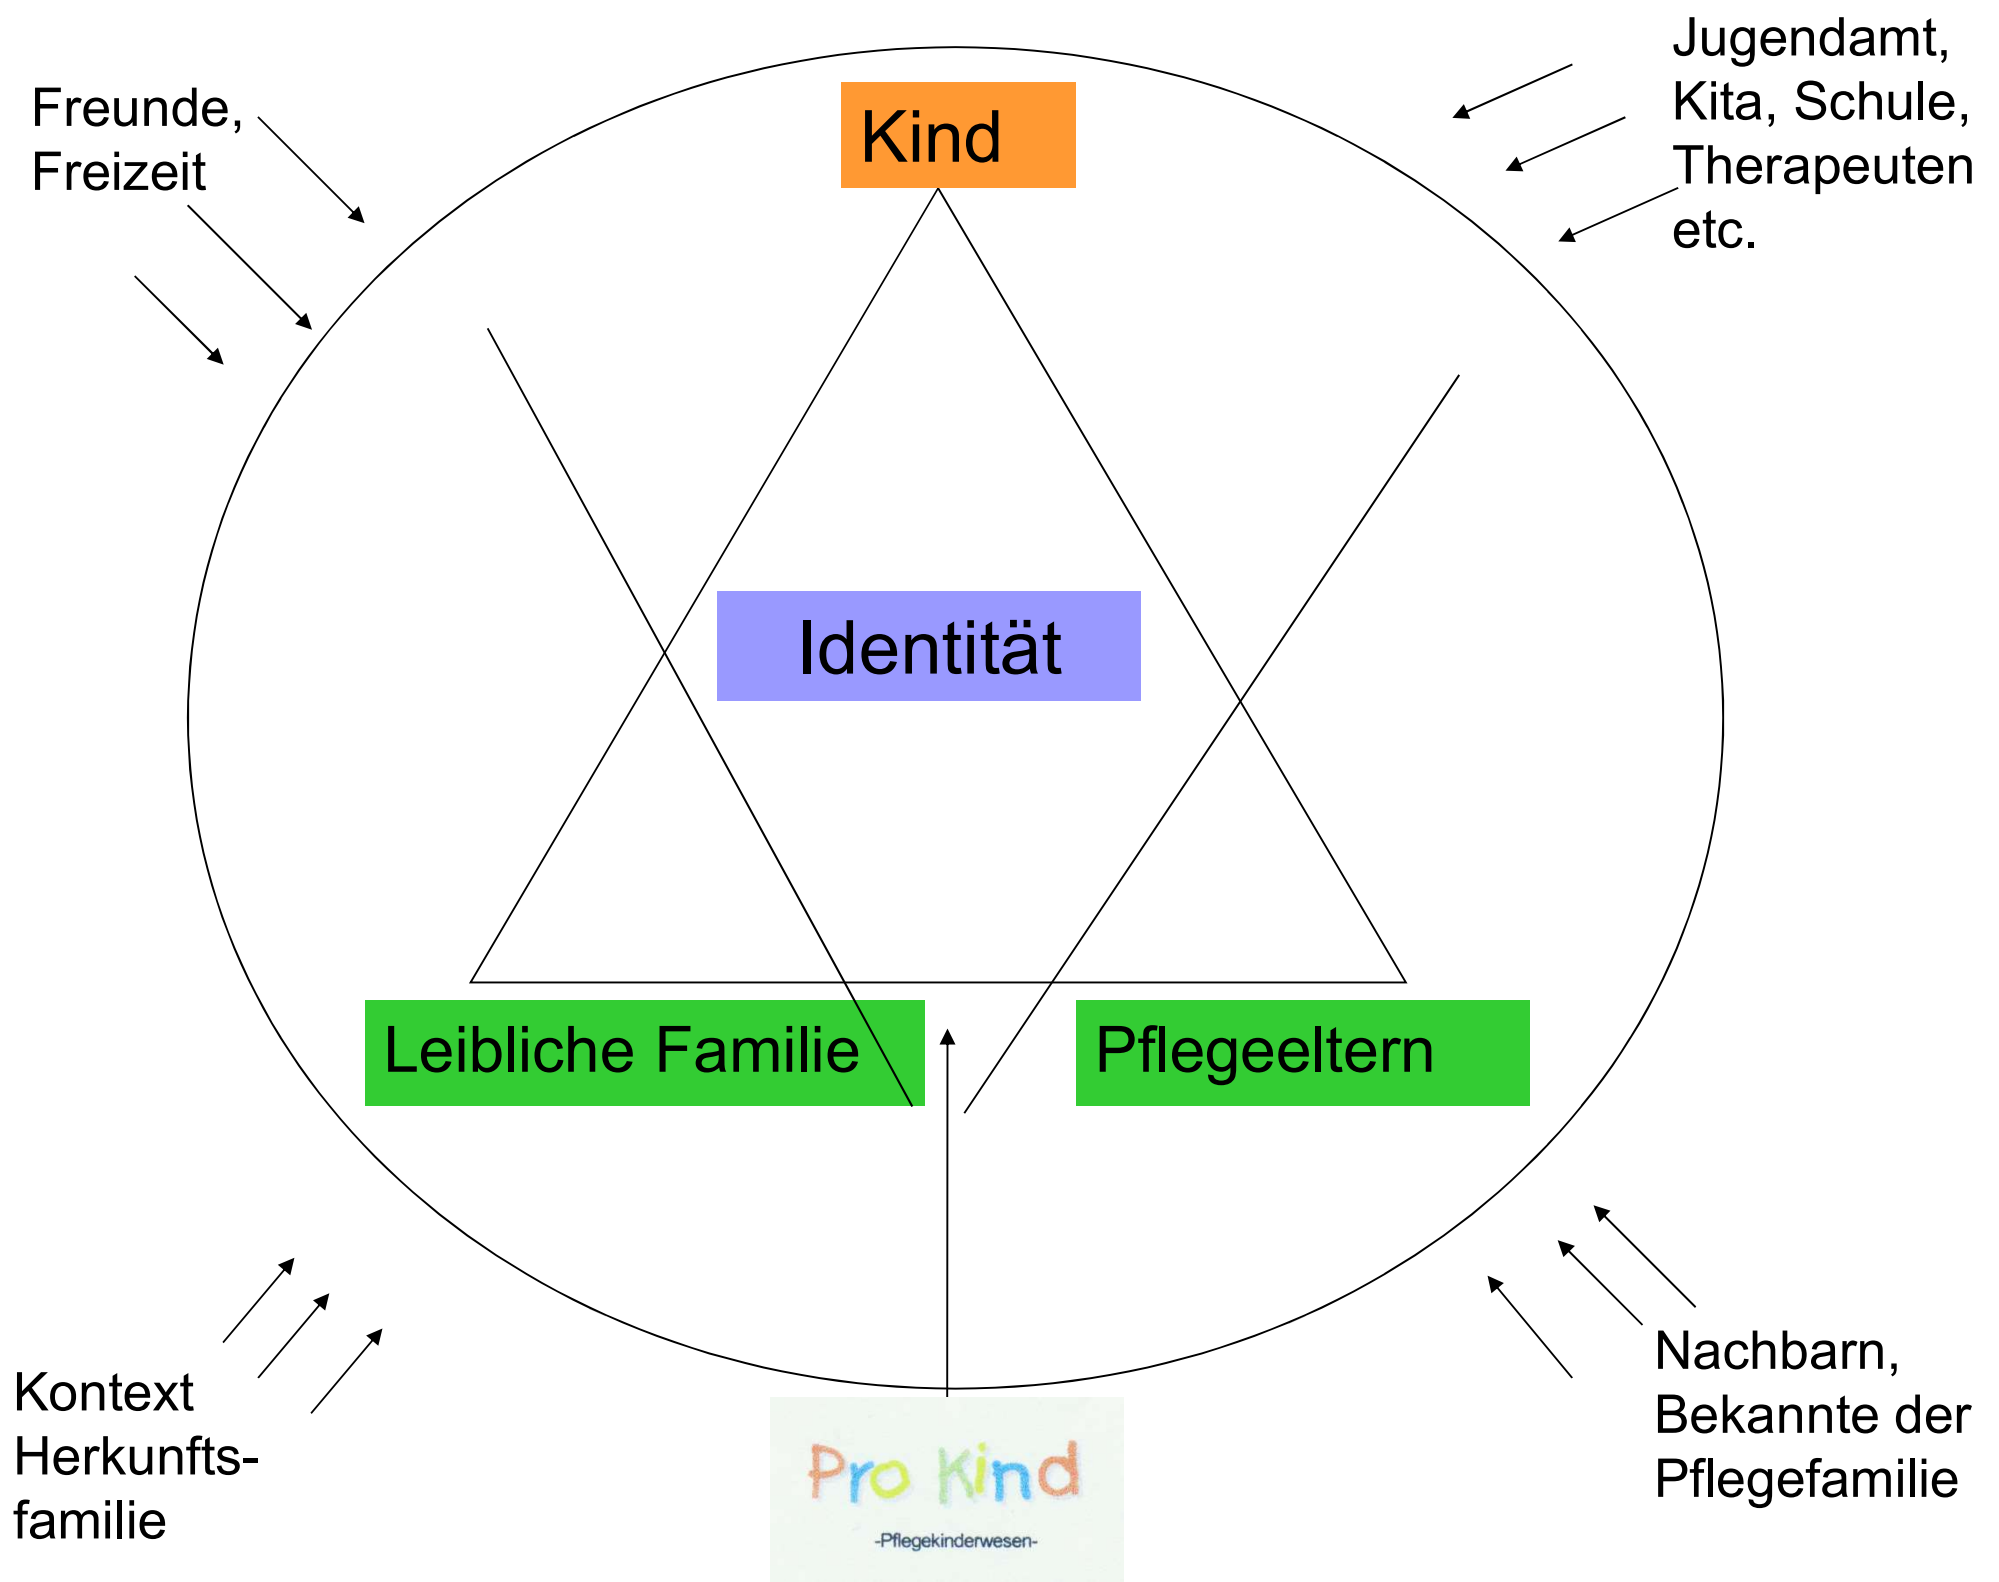 Freunde,
Freizeit
Kind
Jugendamt,
Kita, Schule,
Therapeuten
etc.
Identität
Leibliche Familie
Pflegeeltern
Kontext
Herkunfts-
familie
Pro Kind
-Pflegekinderwesen-
Nachbarn,
Bekannte der
Pflegefamilie